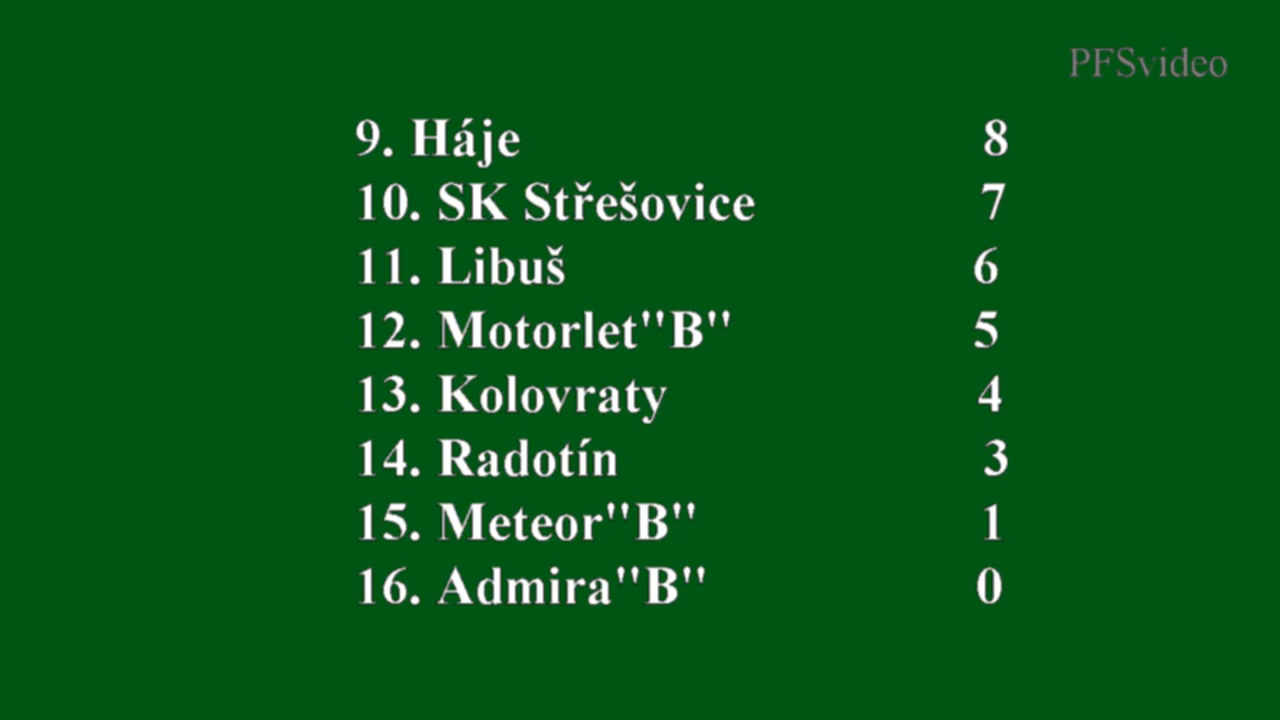 PFSvideo
9. Háje 8
10. SK Střešovice 7
11. Libuš 6
12. Motorlet"B" 5
13. Kolovraty 4
14. Radotín 3
15. Meteor"B" 1
16. Admira"B" 0